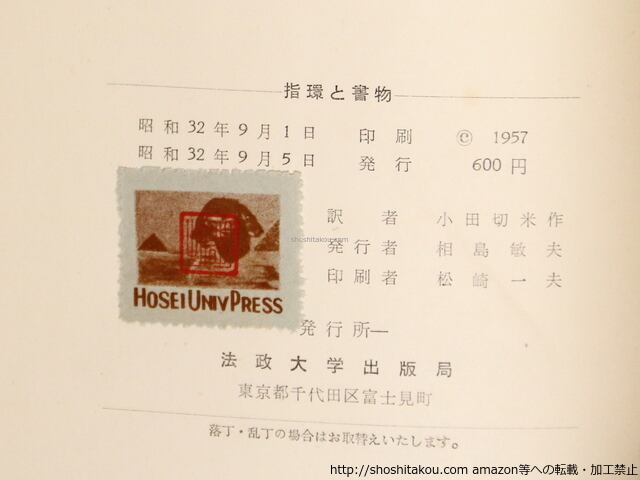 指環と書物
昭和32年9月1日 印刷 © 1957
昭和32年9月5日 発行 600円
訳者 小田切米作
発行者 相島敏夫
印刷者 松崎一夫
shoshitakou.com
HOSEI UNIV PRESS
発行所—
法政大学出版局
東京都千代田区富士見町
落丁・乱丁の場合はお取替えいたします。
http://shoshitakou.com amazon等への転載・加工禁止